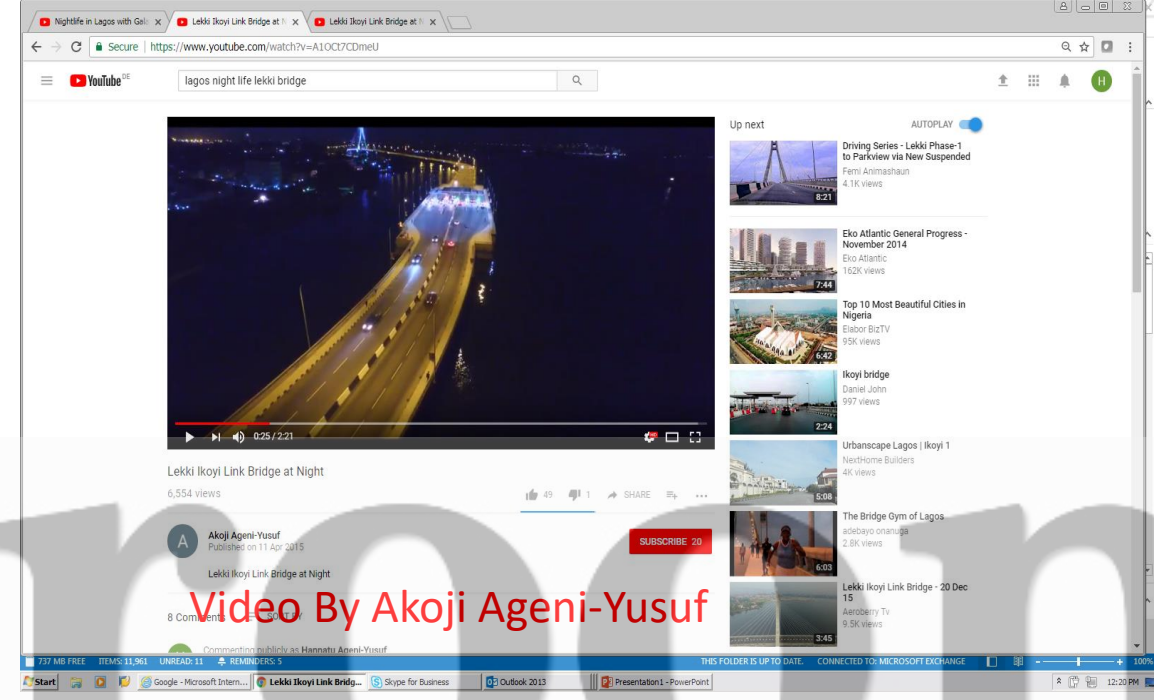 Nightlife in Lagos with Gal
Lekki Ikoyi Link Bridge at N
Lekki Ikoyi Link Bridge at N
Secure https://www.youtube.com/watch?v=A1OCt7CDmeU
YouTube DE
lagos night life lekki bridge
H
0:25 / 2:21
HD
Lekki Ikoyi Link Bridge at Night
6,554 views
49 1 SHARE
A
Akoji Ageni-Yusuf
Published on 11 Apr 2015
SUBSCRIBE 20
Lekki Ikoyi Link Bridge at Night
Video By Akoji Ageni-Yusuf
8 Comments SORT BY
Commenting publicly as Hannatu Ageni-Yusuf
Up next AUTOPLAY
Driving Series - Lekki Phase-1
to Parkview via New Suspended
Femi Animashaun
4.1K views
8:21
Eko Atlantic General Progress -
November 2014
Eko Atlantic
162K views
7:44
Top 10 Most Beautiful Cities in
Nigeria
Elabor BizTV
95K views
6:42
Ikoyi bridge
Daniel John
997 views
2:24
Urbanscape Lagos | Ikoyi 1
NextHome Builders
4K views
5:08
The Bridge Gym of Lagos
adebayo onanuga
2.8K views
6:03
Lekki Ikoyi Link Bridge - 20 Dec
15
Aeroberry Tv
9.5K views
3:45
737 MB FREE ITEMS: 11,961 UNREAD: 11 REMINDERS: 5 THIS FOLDER IS UP TO DATE. CONNECTED TO: MICROSOFT EXCHANGE 100%
Start Google - Microsoft Intern... Lekki Ikoyi Link Bridg... Skype for Business Outlook 2013 Presentation1 - PowerPoint 12:20 PM